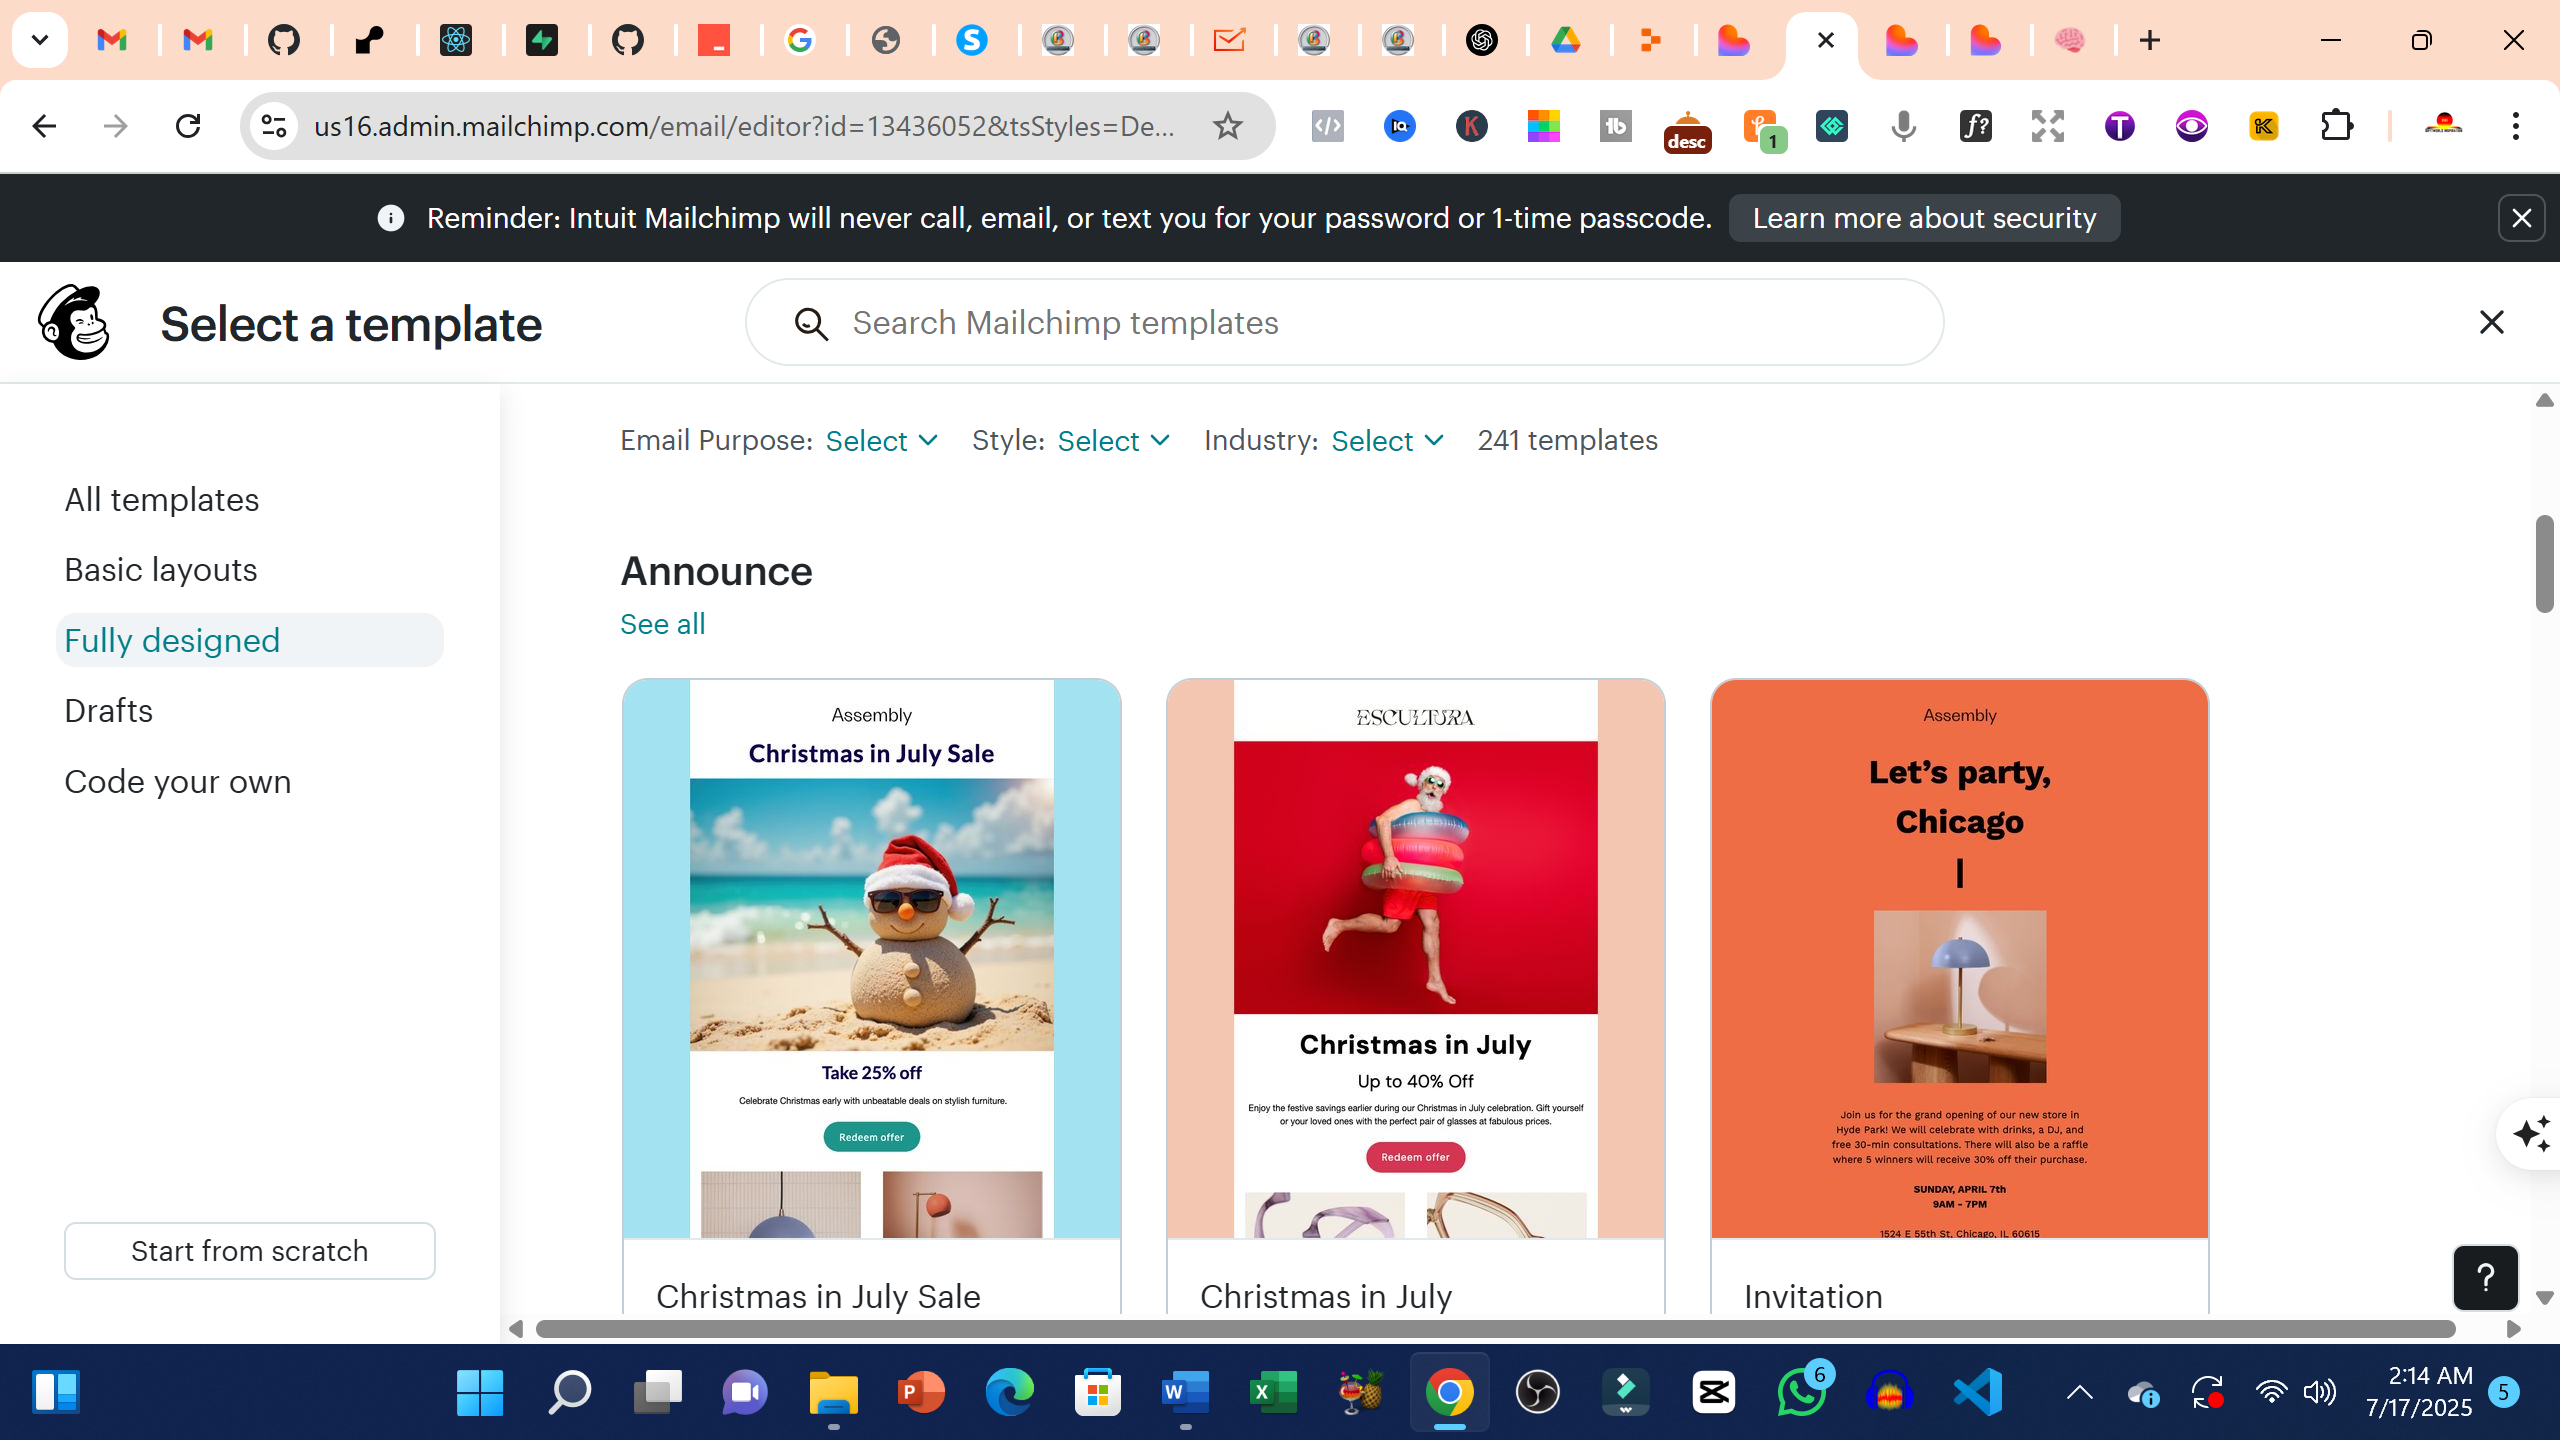 us16.admin.mailchimp.com/email/editor?id=13436052&tsStyles=De...
desc
1
Reminder: Intuit Mailchimp will never call, email, or text you for your password or 1-time passcode.
Learn more about security
Select a template
Search Mailchimp templates
Email Purpose: Select
Style: Select
Industry: Select
241 templates
All templates
Basic layouts
Fully designed
Drafts
Code your own
Start from scratch
Announce
See all
Assembly
Christmas in July Sale
Take 25% off
Celebrate Christmas early with unbeatable deals on stylish furniture.
Redeem offer
Christmas in July Sale
ESCULTURA
Christmas in July
Up to 40% Off
Enjoy the festive savings earlier during our Christmas in July celebration. Gift yourself
or your loved ones with the perfect pair of glasses at fabulous prices.
Redeem offer
Christmas in July
Assembly
Let's party,
Chicago
|
Join us for the grand opening of our new store in
Hyde Park! We will celebrate with drinks, a DJ, and
free 30-min consultations. There will also be a raffle
where 5 winners will receive 30% off their purchase.
SUNDAY, APRIL 7th
9AM - 7PM
1524 E 55th St, Chicago, IL 60615
Invitation
?
6
2:14 AM
7/17/2025
5